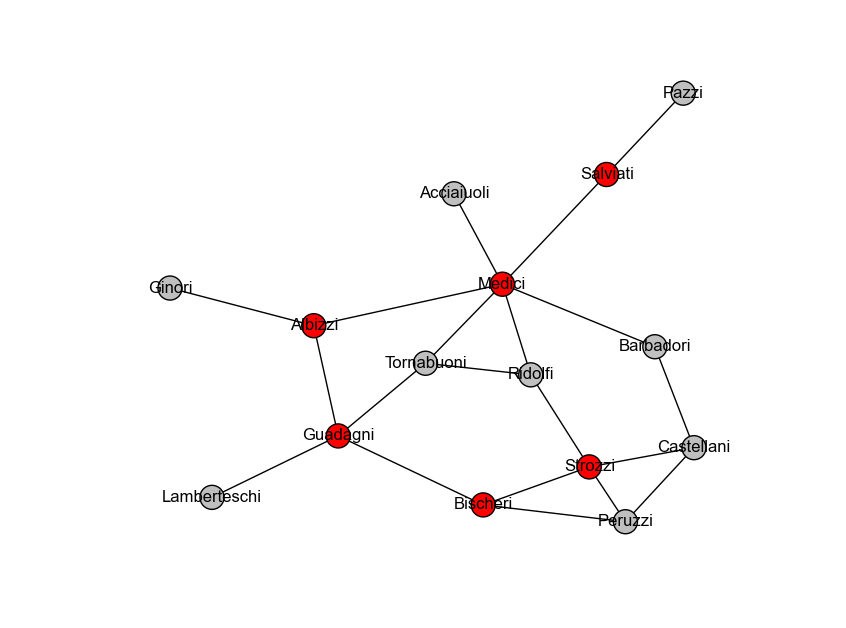 Pazzi
Salviati
Acciaiuoli
Medici
Ginori
Albizzi
Barbadori
Tornabuoni
Ridolfi
Guadagni
Castellani
Strozzi
Lamberteschi
Bischeri
Peruzzi